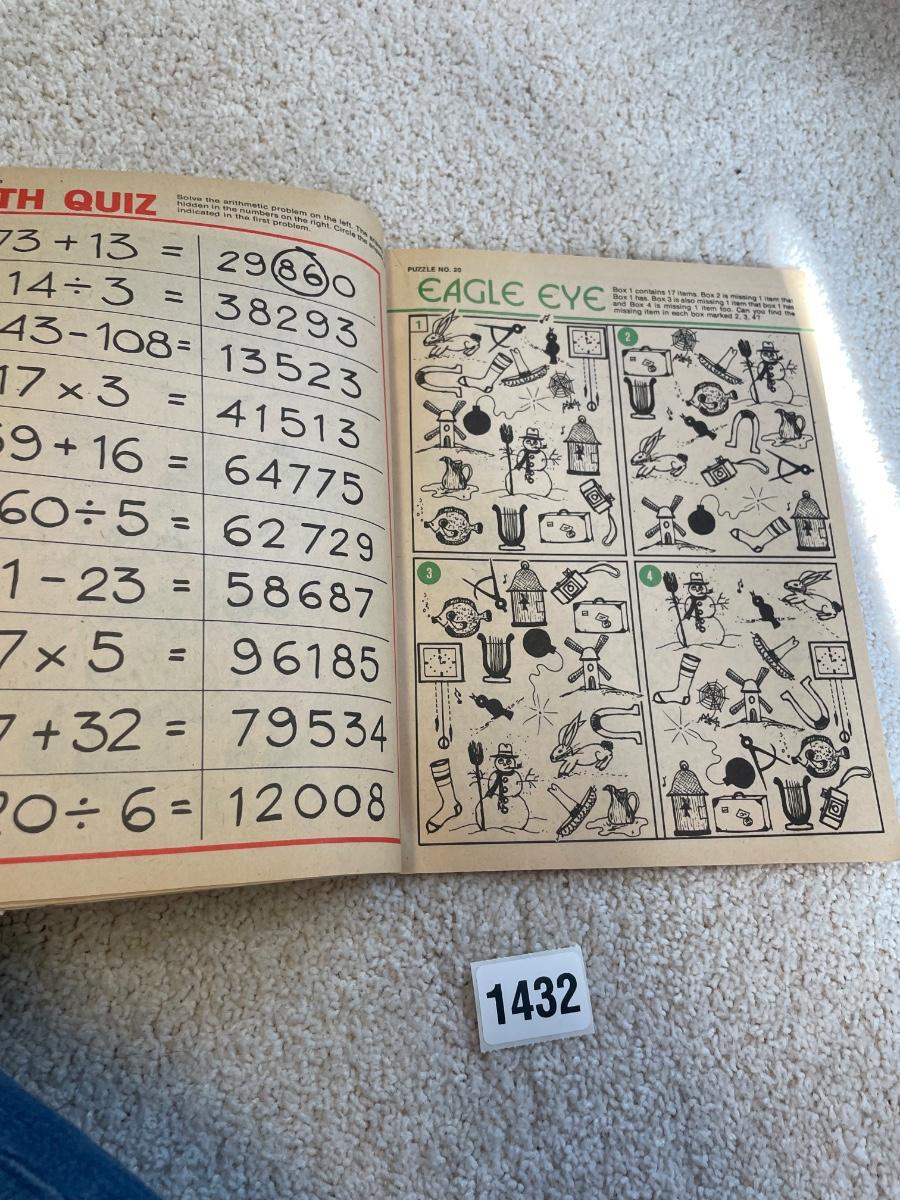 TH QUIZ
Solve the arithmetic problem on the left. The
hidden in the numbers on the right. Circle the
indicated in the first problem.
73 + 13 = 29860
14 ÷ 3 = 38293
43 - 108 = 13523
17 x 3 = 41513
59 + 16 = 64775
60 ÷ 5 = 62729
1 - 23 = 58687
7 x 5 = 96185
7 + 32 = 79534
20 ÷ 6 = 12008
PUZZLE NO. 20
EAGLE EYE
Box 1 contains 17 items. Box 2 is missing 1 item that
Box 1 has. Box 3 is also missing 1 item that box 1 has
and Box 4 is missing 1 item too. Can you find the
missing item in each box marked 2, 3, 4?
1
2
3
4
1432